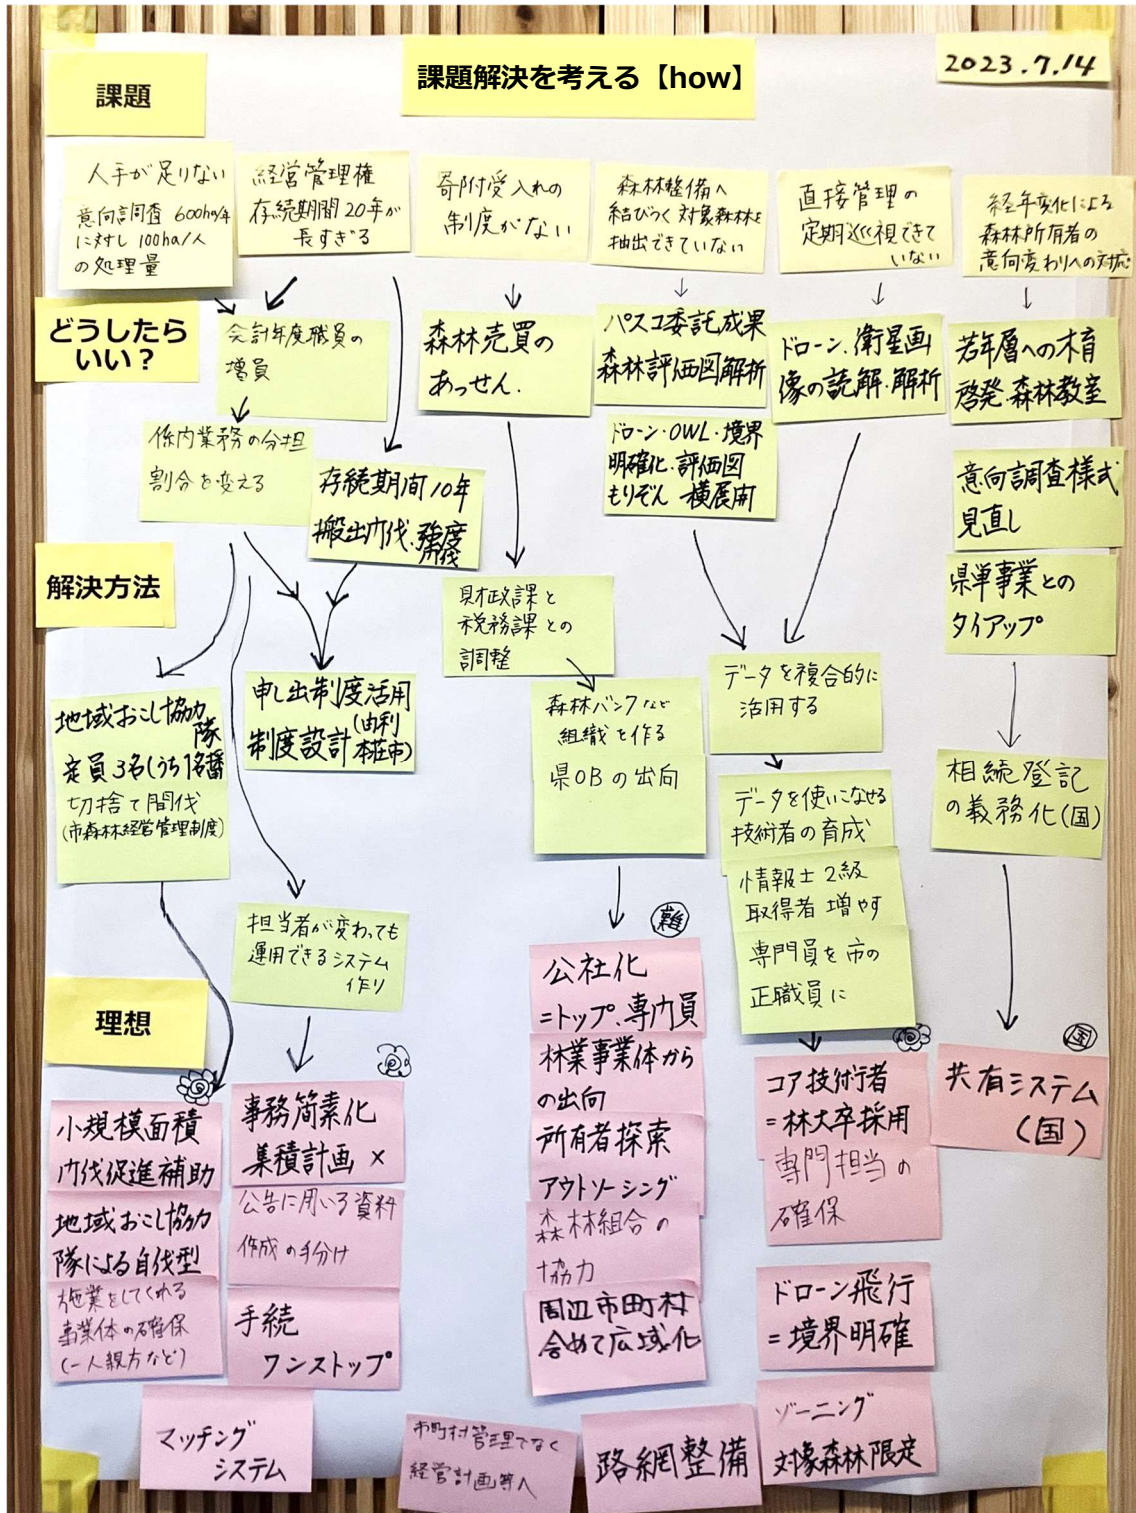 課題解決を考える【how】
2023.7.14
課題
人手が足りない
意向調査 600ha/年
に対し 100ha/人
の処理量
経営管理権
存続期間20年が
長すぎる
寄附受入れの
制度がない
森林整備へ
結びつく対象森林を
抽出できていない
直接管理の
定期巡視できて
いない
経年変化による
森林所有者の
意向変わりへの対応
どうしたら
いい？
会計年度職員の
増員
係内業務の分担
割合を変える
存続期間10年
搬出間伐、強度
間伐
森林売買の
あっせん.
パスコ委託成果
森林評価図解析
ドローン・OWL・境界
明確化・評価図
もりぞん 横展開
ドローン、衛星画
像の読解・解析
若年層への木育
啓発・森林教室
意向調査様式
見直し
県単事業との
タイアップ
解決方法
地域おこし協力
隊
定員3名(うち1名
切捨て間伐
(市森林経営管理制度)
申し出制度活用
制度設計(由利
本荘市)
担当者が変わっても
運用できるシステム
作り
財政課と
税務課との
調整
森林バンクなど
組織を作る
県OBの出向
データを複合的に
活用する
データを使いこなせる
技術者の育成
情報士2級
取得者増やす
専門員を市の
正職員に
相続登記
の義務化(国)
理想
小規模面積
間伐促進補助
地域おこし協力
隊による自伐型
施業をしてくれる
事業体の確保
(一人親方など)
事務簡素化
集積計画×
公告に用いる資料
作成の手分け
手続
ワンストップ
マッチング
システム
難
公社化
=トップ、専門員
林業事業体から
の出向
所有者探索
アウトソーシング
森林組合の
協力
周辺市町村
含めて広域化
市町村管理でなく
経営計画等へ
路網整備
コア技術者
=林大卒採用
専門担当の
確保
ドローン飛行
=境界明確
ゾーニング
対象森林限定
国
共有システム
(国)